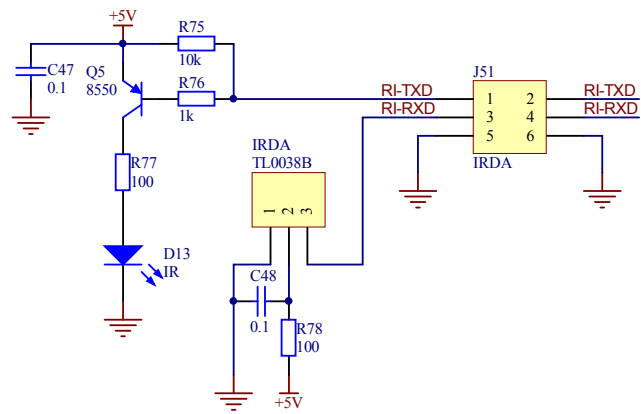 +5V
R75
10k
C47
0.1
Q5
8550
R76
1k
RI-TXD
RI-RXD
J51
1 2
3 4
5 6
IRDA
RI-TXD
RI-RXD
R77
100
IRDA
TL0038B
1 2 3
D13
IR
C48
0.1
R78
100
+5V